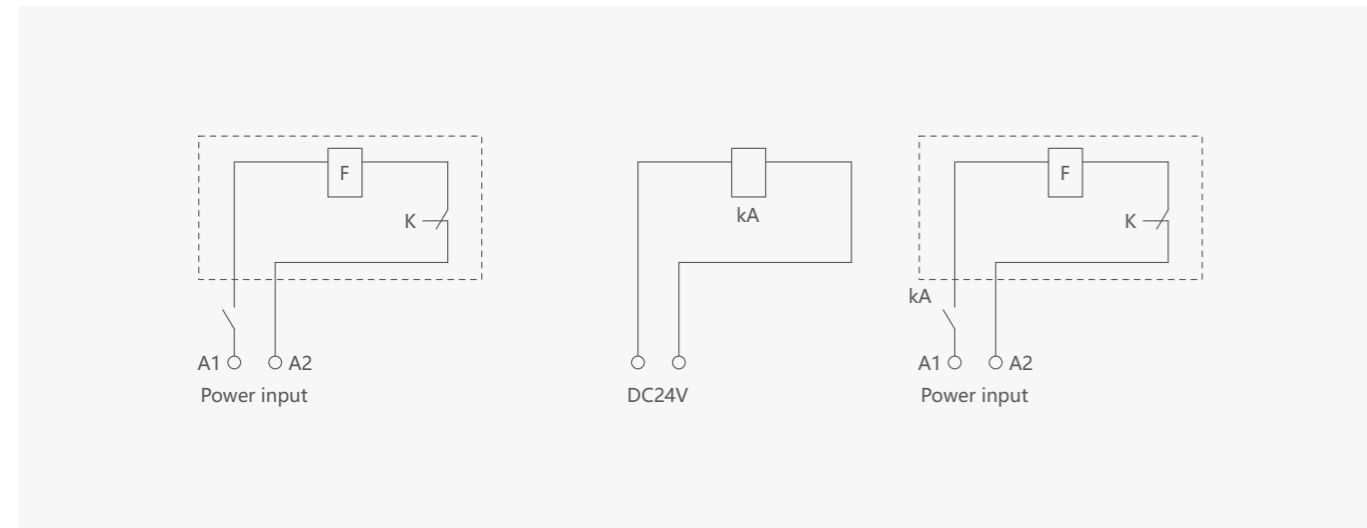 F
K
A1
A2
Power input
kA
DC24V
F
K
kA
A1
A2
Power input